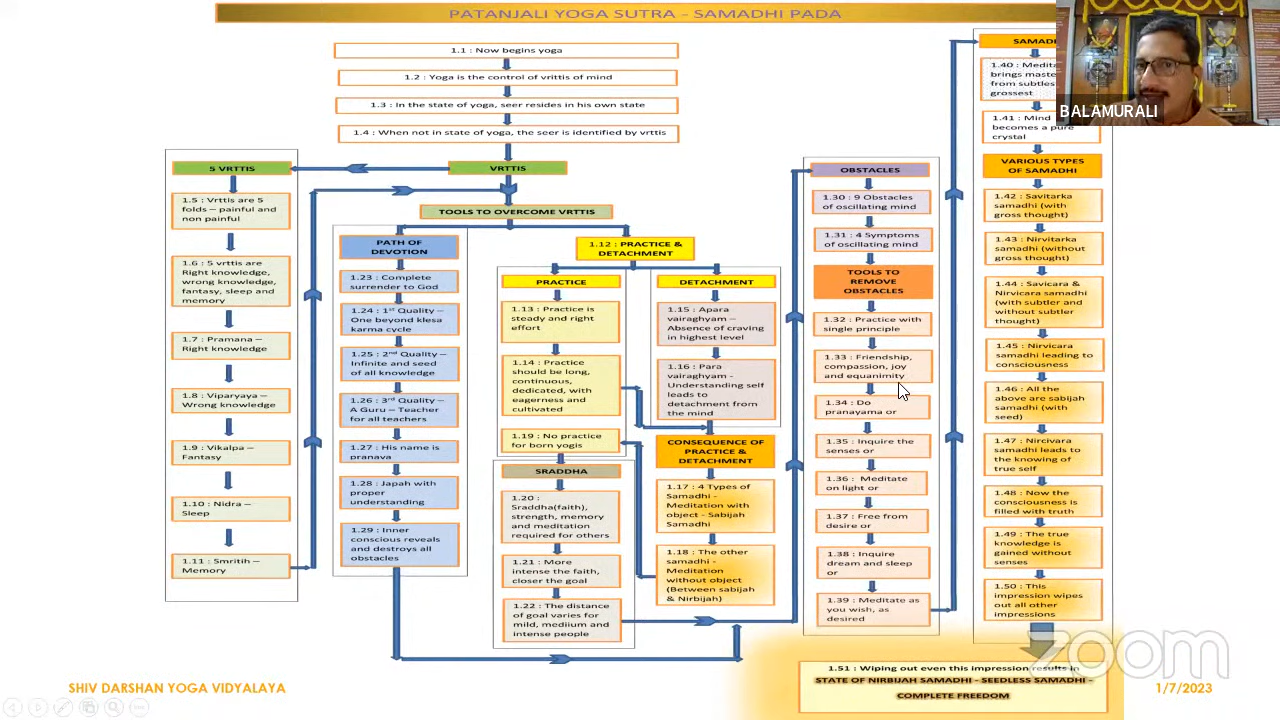 PATANJALI YOGA SUTRA - SAMADHI PADA
1.1 : Now begins yoga
1.2 : Yoga is the control of vrittis of mind
1.3 : In the state of yoga, seer resides in his own state
1.4 : When not in state of yoga, the seer is identified by vrtti
VRTTIS
5 VRTTIS
1.5 : Vrttis are 5
folds – painful and
non painful
1.6 : 5 vrttis are
Right knowledge,
wrong knowledge,
fantasy, sleep and
memory
1.7 : Pramana –
Right knowledge
1.8 : Viparyaya –
Wrong knowledge
1.9 : Vikalpa –
Fantasy
1.10 : Nidra –
Sleep
1.11 : Smritih –
Memory
TOOLS TO OVERCOME VRTTIS
PATH OF
DEVOTION
1.23 : Complete
surrender to God
1.24 : 1st Quality –
One beyond klesa
karma cycle
1.25 : 2nd Quality –
Infinite and seed
of all knowledge
1.26 : 3rd Quality –
A Guru – Teacher
for all teachers
1.27 : His name is
pranava
1.28 : Japah with
proper
understanding
1.29 : Inner
conscious reveals
and destroys all
obstacles
1.12 : PRACTICE &
DETACHMENT
PRACTICE
1.13 : Practice is
steady and right
effort
1.14 : Practice
should be long,
continuous,
dedicated, with
eagerness and
cultivated
1.19 : No practice
for born yogis
SRADDHA
1.20 :
Sraddha(faith),
strength, memory
and meditation
required for others
1.21 : More
intense the faith,
closer the goal
1.22 : The distance
of goal varies for
mild, mediium and
intense people
DETACHMENT
1.15 : Apara
vairaghyam –
Absence of craving
in highest level
1.16 : Para
vairaghyam -
Understanding self
leads to
detachment from
the mind
CONSEQUENCE OF
PRACTICE &
DETACHMENT
1.17 : 4 Types of
Samadhi -
Meditation with
object - Sabijah
Samadhi
1.18 : The other
samadhi -
Meditation
without object
(Between sabijah
& Nirbijah)
OBSTACLES
1.30 : 9 Obstacles
of oscillating mind
1.31 : 4 Symptoms
of oscillating mind
TOOLS TO
REMOVE
OBSTACLES
1.32 : Practice with
single principle
1.33 : Friendship,
compassion, joy
and equanimity
1.34 : Do
pranayama or
1.35 : Inquire the
senses or
1.36 : Meditate
on light or
1.37 : Free from
desire or
1.38 : Inquire
dream and sleep
or
1.39 : Meditate as
you wish, as
desired
SAMADH
1.40 : Medita
brings maste
from subtles
grossest
1.41 : Mind
becomes a pure
crystal
VARIOUS TYPES
OF SAMADHI
1.42 : Savitarka
samadhi (with
gross thought)
1.43 : Nirvitarka
samadhi (without
gross thought)
1.44 : Savicara &
Nirvicara samadhi
(with subtler and
without subtler
thought)
1.45 : Nirvicara
samadhi leading to
consciousness
1.46 : All the
above are sabijah
samadhi (with
seed)
1.47 : Nircivara
samadhi leads to
the knowing of
true self
1.48 : Now the
consciousness is
filled with truth
1.49 : The true
knowledge is
gained without
senses
1.50 : This
impression wipes
out all other
impressions
1.51 : Wiping out even this impression results in
STATE OF NIRBIJAH SAMADHI - SEEDLESS SAMADHI -
COMPLETE FREEDOM
BALAMURALI
zoom
SHIV DARSHAN YOGA VIDYALAYA
1/7/2023